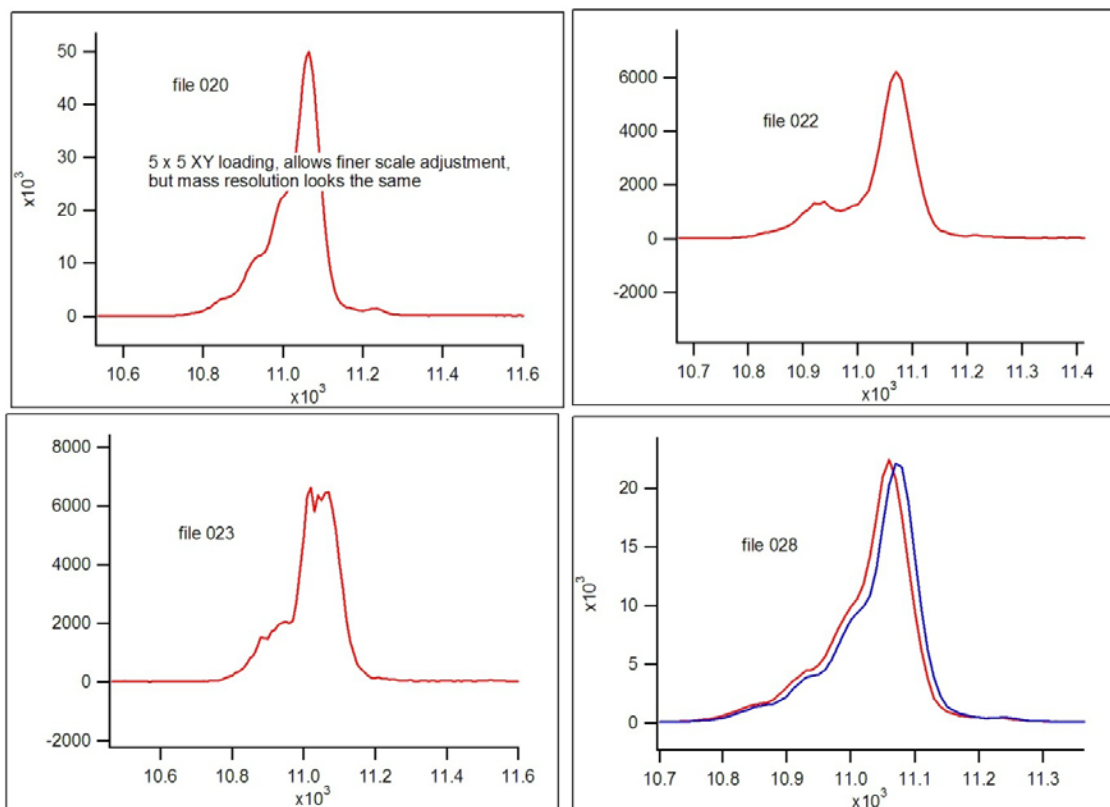 50
40
30
20
10
0
x10³
file 020
5 x 5 XY loading, allows finer scale adjustment,
but mass resolution looks the same
10.6 10.8 11.0 11.2 11.4 11.6
x10³
6000
4000
2000
0
-2000
file 022
10.7 10.8 10.9 11.0 11.1 11.2 11.3 11.4
x10³
8000
6000
4000
2000
0
-2000
file 023
10.6 10.8 11.0 11.2 11.4 11.6
x10³
20
15
10
5
0
x10³
file 028
10.7 10.8 10.9 11.0 11.1 11.2 11.3
x10³